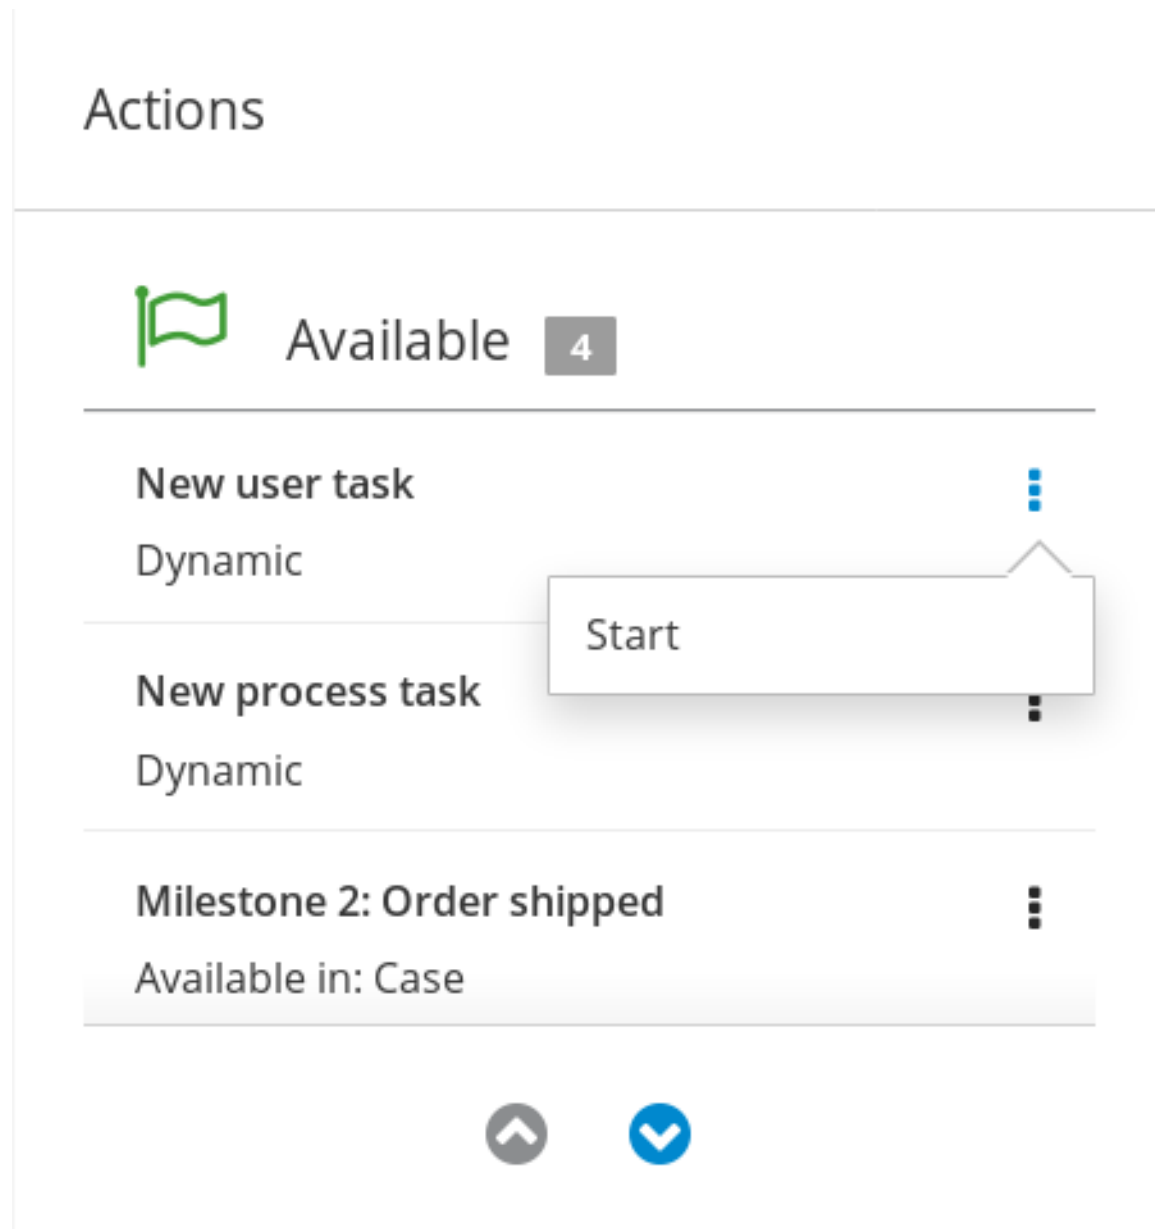 Actions
Available 4
New user task
Dynamic
Start
New process task
Dynamic
Milestone 2: Order shipped
Available in: Case